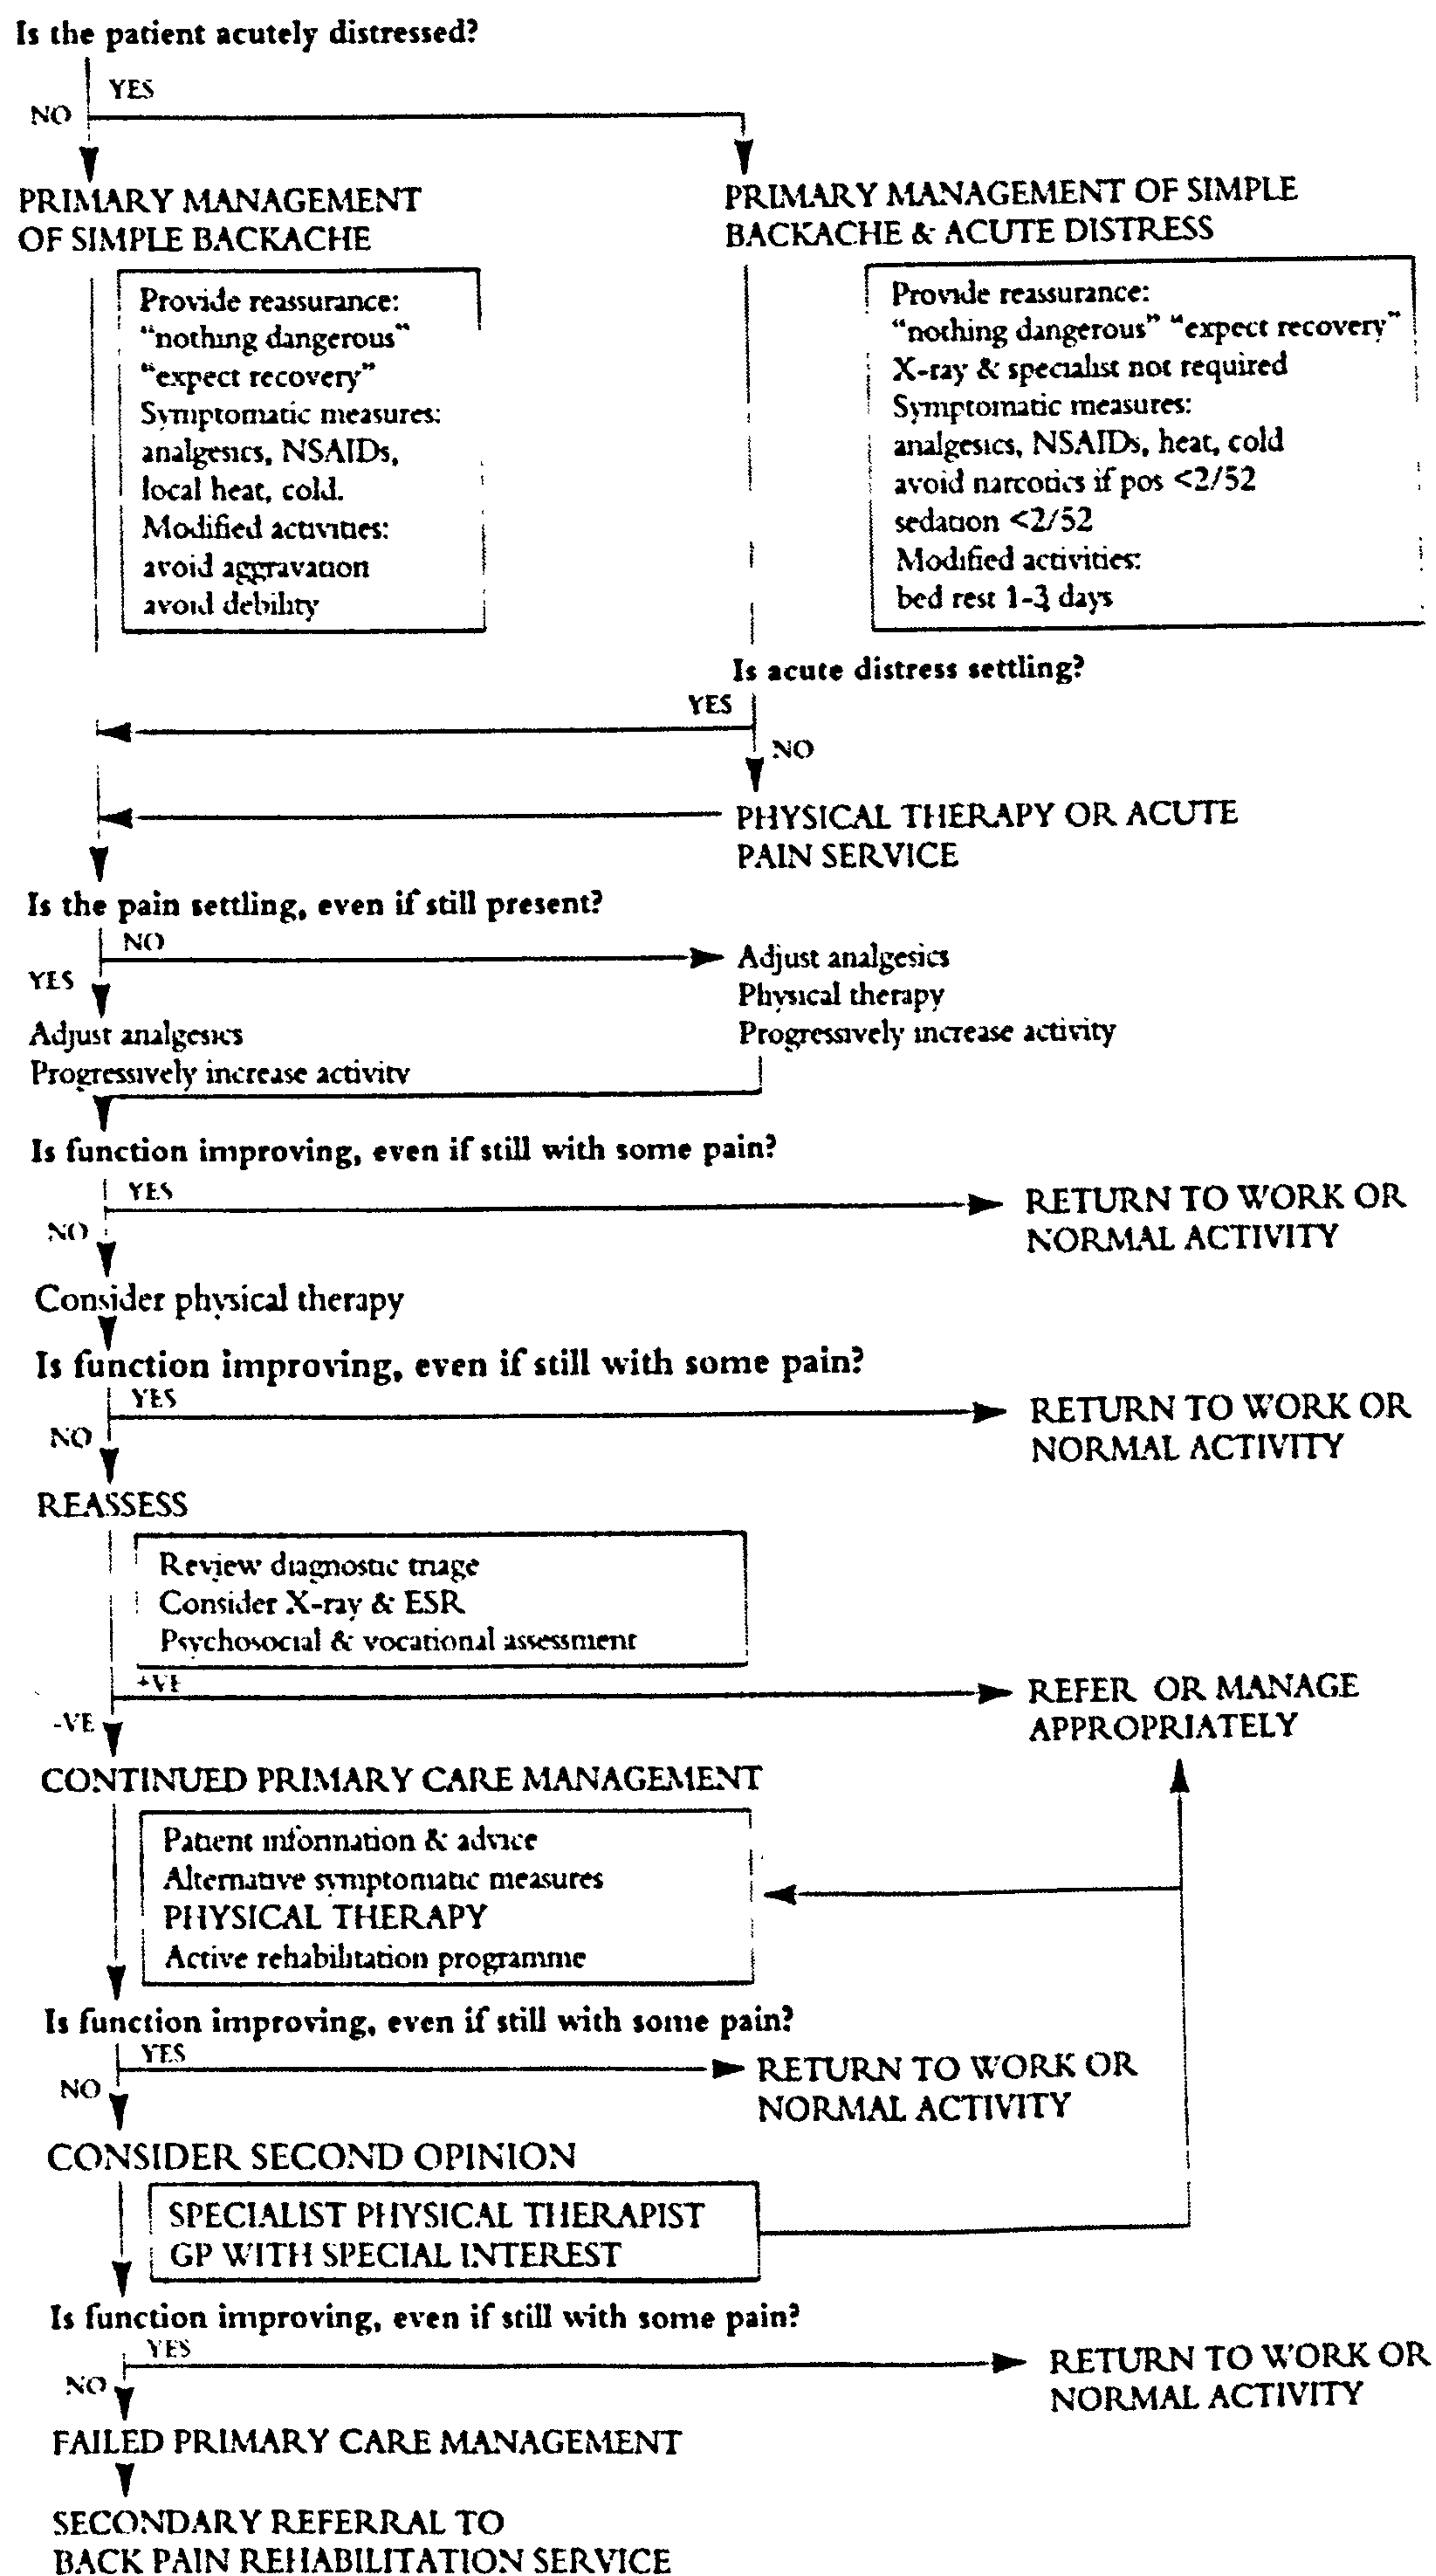 Is the patient acutely distressed?
YES
NO
PRIMARY MANAGEMENT
OF SIMPLE BACKACHE
Provide reassurance:
“nothing dangerous”
“expect recovery”
Symptomatic measures:
analgesics, NSAIDs,
local heat, cold.
Modified activities:
avoid aggravation
avoid debility
PRIMARY MANAGEMENT OF SIMPLE
BACKACHE & ACUTE DISTRESS
Provide reassurance:
“nothing dangerous” “expect recovery”
X-ray & specialist not required
Symptomatic measures:
analgesics, NSAIDs, heat, cold
avoid narcotics if pos <2/52
sedation <2/52
Modified activities:
bed rest 1-3 days
Is acute distress settling?
YES
NO
PHYSICAL THERAPY OR ACUTE
PAIN SERVICE
Is the pain settling, even if still present?
NO
YES
Adjust analgesics
Physical therapy
Progressively increase activity
Adjust analgesics
Progressively increase activity
Is function improving, even if still with some pain?
YES
NO
RETURN TO WORK OR
NORMAL ACTIVITY
Consider physical therapy
Is function improving, even if still with some pain?
YES
NO
RETURN TO WORK OR
NORMAL ACTIVITY
REASSESS
Review diagnostic triage
Consider X-ray & ESR
Psychosocial & vocational assessment
+VE
-VE
REFER OR MANAGE
APPROPRIATELY
CONTINUED PRIMARY CARE MANAGEMENT
Patient information & advice
Alternative symptomatic measures
PHYSICAL THERAPY
Active rehabilitation programme
Is function improving, even if still with some pain?
YES
NO
RETURN TO WORK OR
NORMAL ACTIVITY
CONSIDER SECOND OPINION
SPECIALIST PHYSICAL THERAPIST
GP WITH SPECIAL INTEREST
Is function improving, even if still with some pain?
YES
NO
RETURN TO WORK OR
NORMAL ACTIVITY
FAILED PRIMARY CARE MANAGEMENT
SECONDARY REFERRAL TO
BACK PAIN REHABILITATION SERVICE